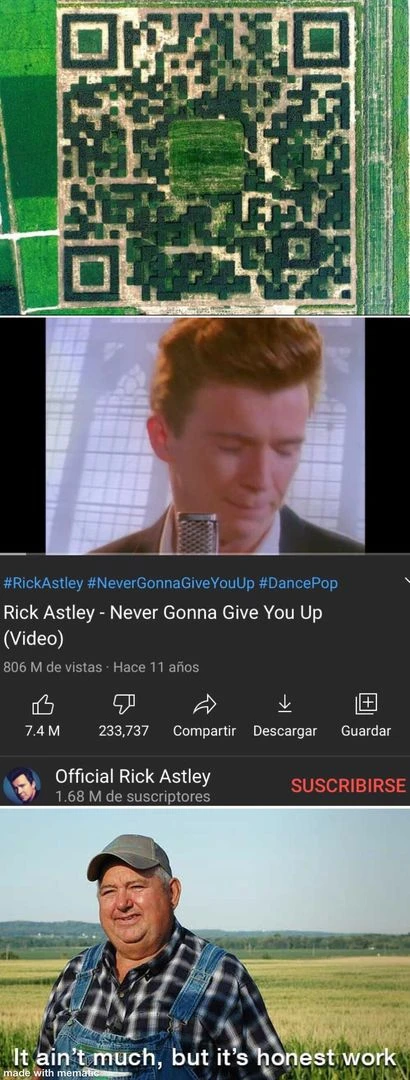 #RickAstley #NeverGonnaGiveYouUp #DancePop
Rick Astley - Never Gonna Give You Up
(Video)
806 M de vistas · Hace 11 años
7.4 M
233,737
Compartir
Descargar
Guardar
Official Rick Astley
SUSCRIBIRSE
1.68 M de suscriptores
It ain't much, but it's honest work
made with mematic